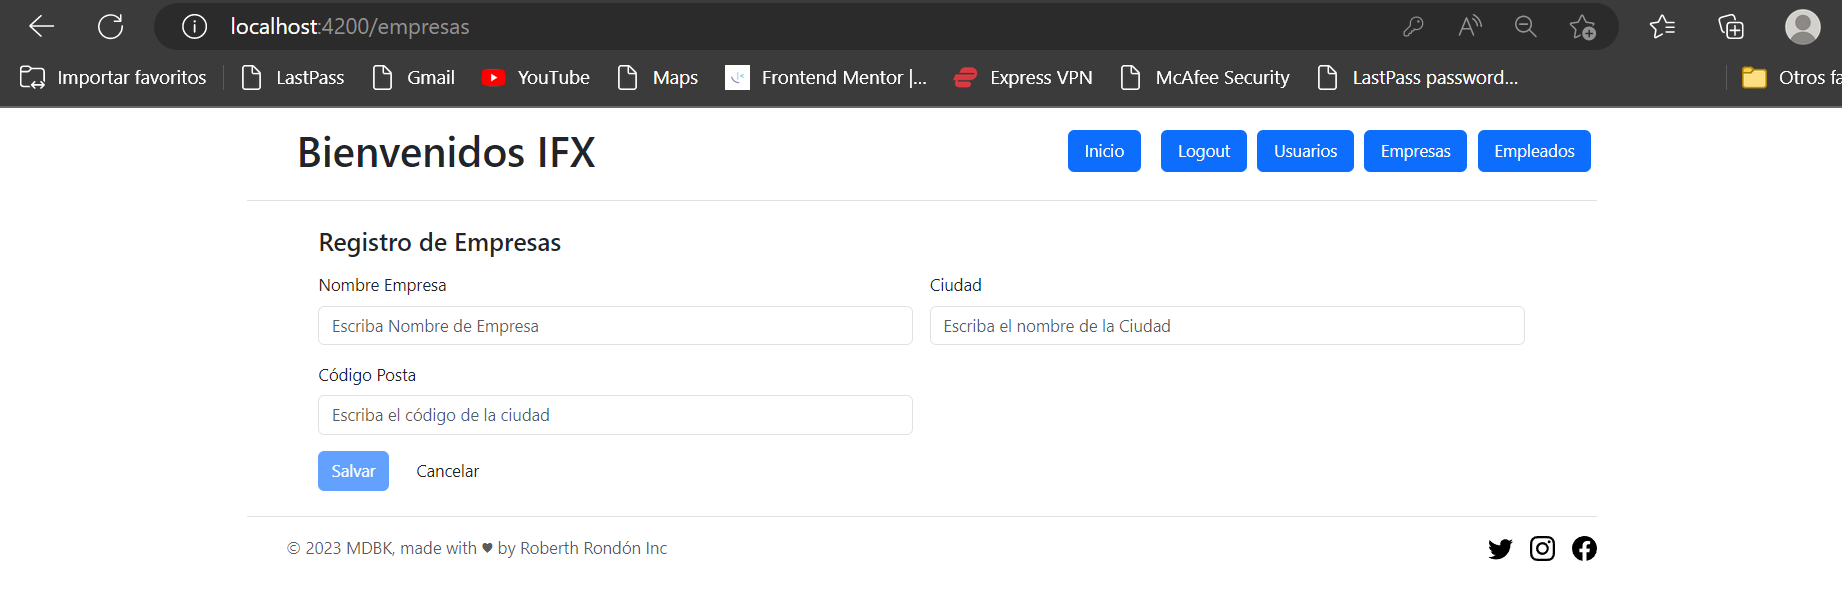 localhost:4200/empresas
Importar favoritos LastPass Gmail YouTube Maps Frontend Mentor |... Express VPN McAfee Security LastPass password... Otros fa
Bienvenidos IFX Inicio Logout Usuarios Empresas Empleados
Registro de Empresas
Nombre Empresa Ciudad
Escriba Nombre de Empresa Escriba el nombre de la Ciudad
Código Posta
Escriba el código de la ciudad
Salvar Cancelar
© 2023 MDBK, made with ♥ by Roberth Rondón Inc